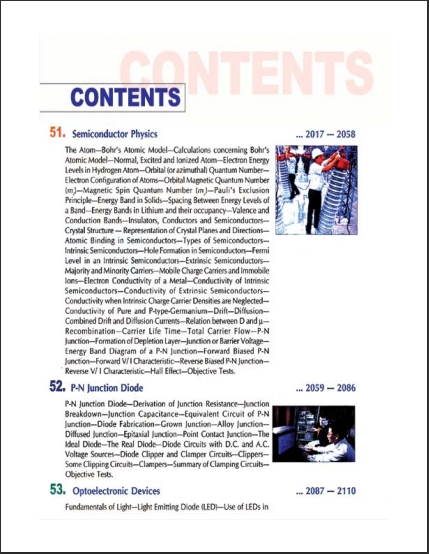 CONTENTS
CONTENTS
51. Semiconductor Physics ... 2017 — 2058
The Atom—Bohr's Atomic Model—Calculations concerning Bohr's
Atomic Model—Normal, Excited and Ionized Atom—Electron Energy
Levels in Hydrogen Atom—Orbital (or azimuthal) Quantum Number—
Electron Configuration of Atoms—Orbital Magnetic Quantum Number
(m)—Magnetic Spin Quantum Number (m)—Pauli's Exclusion
Principle—Energy Band in Solids—Spacing Between Energy Levels of
a Band—Energy Bands in Lithium and their occupancy—Valence and
Conduction Bands—Insulators, Conductors and Semiconductors—
Crystal Structure — Representation of Crystal Planes and Directions—
Atomic Binding in Semiconductors—Types of Semiconductors—
Intrinsic Semiconductors—Hole Formation in Semiconductors—Fermi
Level in an Intrinsic Semiconductors—Extrinsic Semiconductors—
Majority and Minority Carriers—Mobile Charge Carriers and Immobile
Ions—Electron Conductivity of a Metal—Conductivity of Intrinsic
Semiconductors—Conductivity of Extrinsic Semiconductors—
Conductivity when Intrinsic Charge Carrier Densities are Neglected—
Conductivity of Pure and P-type-Germanium—Drift—Diffusion—
Combined Drift and Diffusion Currents—Relation between D and μ—
Recombination—Carrier Life Time—Total Carrier Flow—P-N
Junction—Formation of Depletion Layer—Junction or Barrier Voltage—
Energy Band Diagram of a P-N Junction—Forward Biased P-N
Junction—Forward V/I Characteristic—Reverse Biased P-N Junction—
Reverse V/ I Characteristic—Hall Effect—Objective Tests.
52. P-N Junction Diode ... 2059 — 2086
P-N Junction Diode—Derivation of Junction Resistance—Junction
Breakdown—Junction Capacitance—Equivalent Circuit of P-N
Junction—Diode Fabrication—Grown Junction—Alloy Junction—
Diffused Junction—Epitaxial Junction—Point Contact Junction—The
Ideal Diode—The Real Diode—Diode Circuits with D.C. and A.C.
Voltage Sources—Diode Clipper and Clamper Circuits—Clippers—
Some Clipping Circuits—Clampers—Summary of Clamping Circuits—
Objective Tests.
53. Optoelectronic Devices ... 2087 — 2110
Fundamentals of Light—Light Emitting Diode (LED)—Use of LEDs in